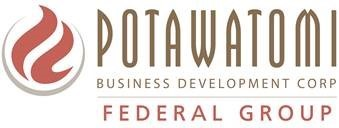 POTAWATOMI
BUSINESS DEVELOPMENT CORP
FEDERAL GROUP